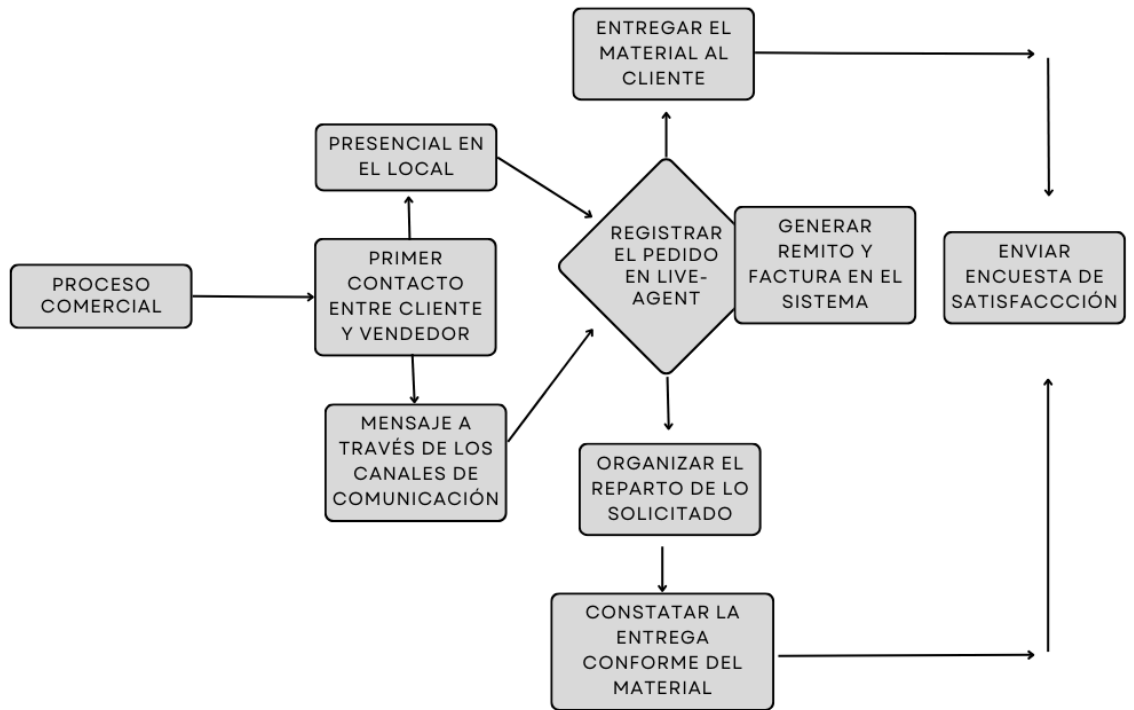 PROCESO
COMERCIAL
PRIMER
CONTACTO
ENTRE CLIENTE
Y VENDEDOR
PRESENCIAL EN
EL LOCAL
MENSAJE A
TRAVÉS DE LOS
CANALES DE
COMUNICACIÓN
REGISTRAR
EL PEDIDO
EN LIVE-
AGENT
GENERAR
REMITO Y
FACTURA EN EL
SISTEMA
ENTREGAR EL
MATERIAL AL
CLIENTE
ORGANIZAR EL
REPARTO DE LO
SOLICITADO
CONSTATAR LA
ENTREGA
CONFORME DEL
MATERIAL
ENVIAR
ENCUESTA DE
SATISFACCCIÓN